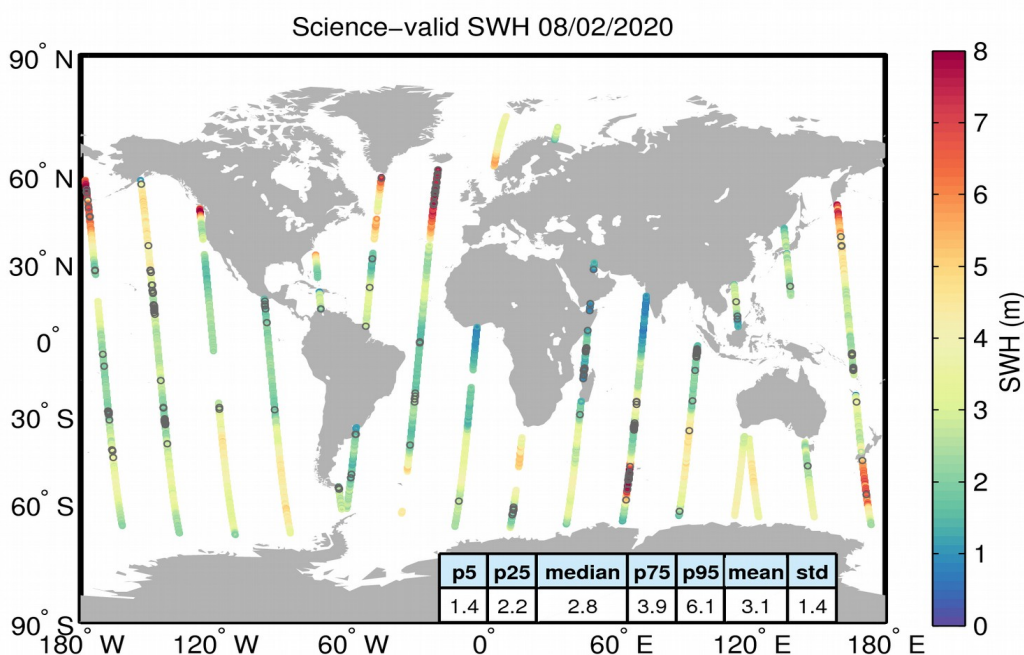 Science−valid SWH 08/02/2020
90° N
60° N
30° N
0°
30° S
60° S
90° S
180° W
120° W
60° W
0°
60° E
120° E
180° E
8
7
6
5
4
3
2
1
0
SWH (m)
p5 p25 median p75 p95 mean std
1.4 2.2 2.8 3.9 6.1 3.1 1.4